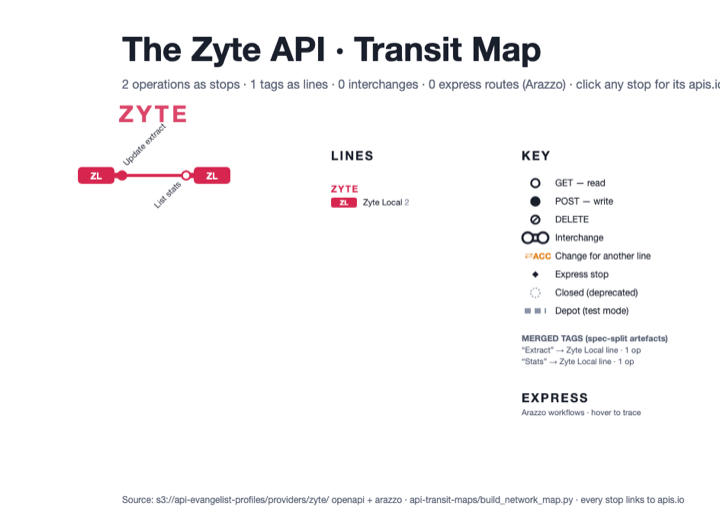 The Zyte API · Transit Map
2 operations as stops · 1 tags as lines · 0 interchanges · 0 express routes (Arazzo) · click any stop for its apis.io
ZYTE
Update extract
ZL
ZL
List stats
LINES
ZYTE
ZL Zyte Local 2
KEY
GET — read
POST — write
DELETE
Interchange
⇄ACC Change for another line
Express stop
Closed (deprecated)
Depot (test mode)
MERGED TAGS (spec-split artefacts)
“Extract” → Zyte Local line · 1 op
“Stats” → Zyte Local line · 1 op
EXPRESS
Arazzo workflows · hover to trace
Source: s3://api-evangelist-profiles/providers/zyte/ openapi + arazzo · api-transit-maps/build_network_map.py · every stop links to apis.io